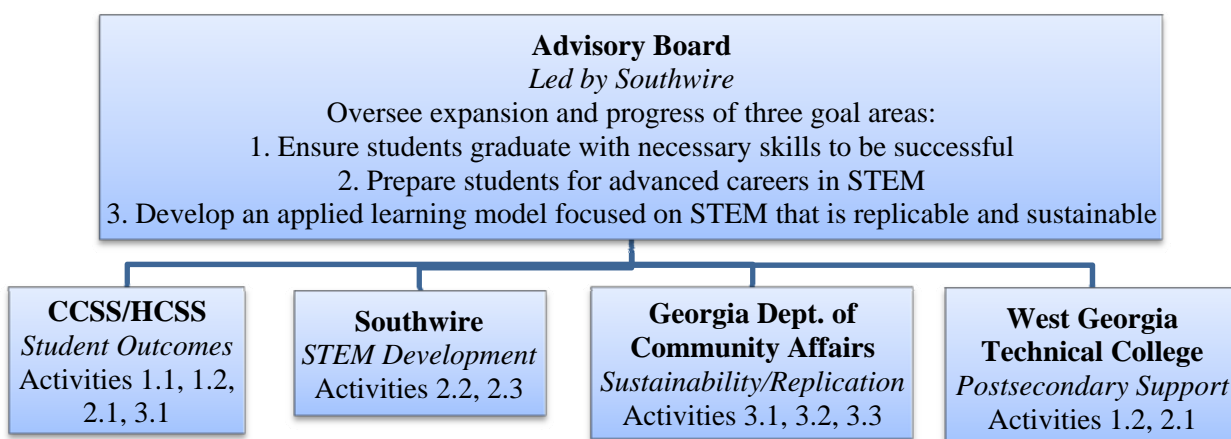 Advisory Board
Led by Southwire
Oversee expansion and progress of three goal areas:
1. Ensure students graduate with necessary skills to be successful
2. Prepare students for advanced careers in STEM
3. Develop an applied learning model focused on STEM that is replicable and sustainable
CCSS/HCSS
Student Outcomes
Activities 1.1, 1.2,
2.1, 3.1
Southwire
STEM Development
Activities 2.2, 2.3
Georgia Dept. of
Community Affairs
Sustainability/Replication
Activities 3.1, 3.2, 3.3
West Georgia
Technical College
Postsecondary Support
Activities 1.2, 2.1